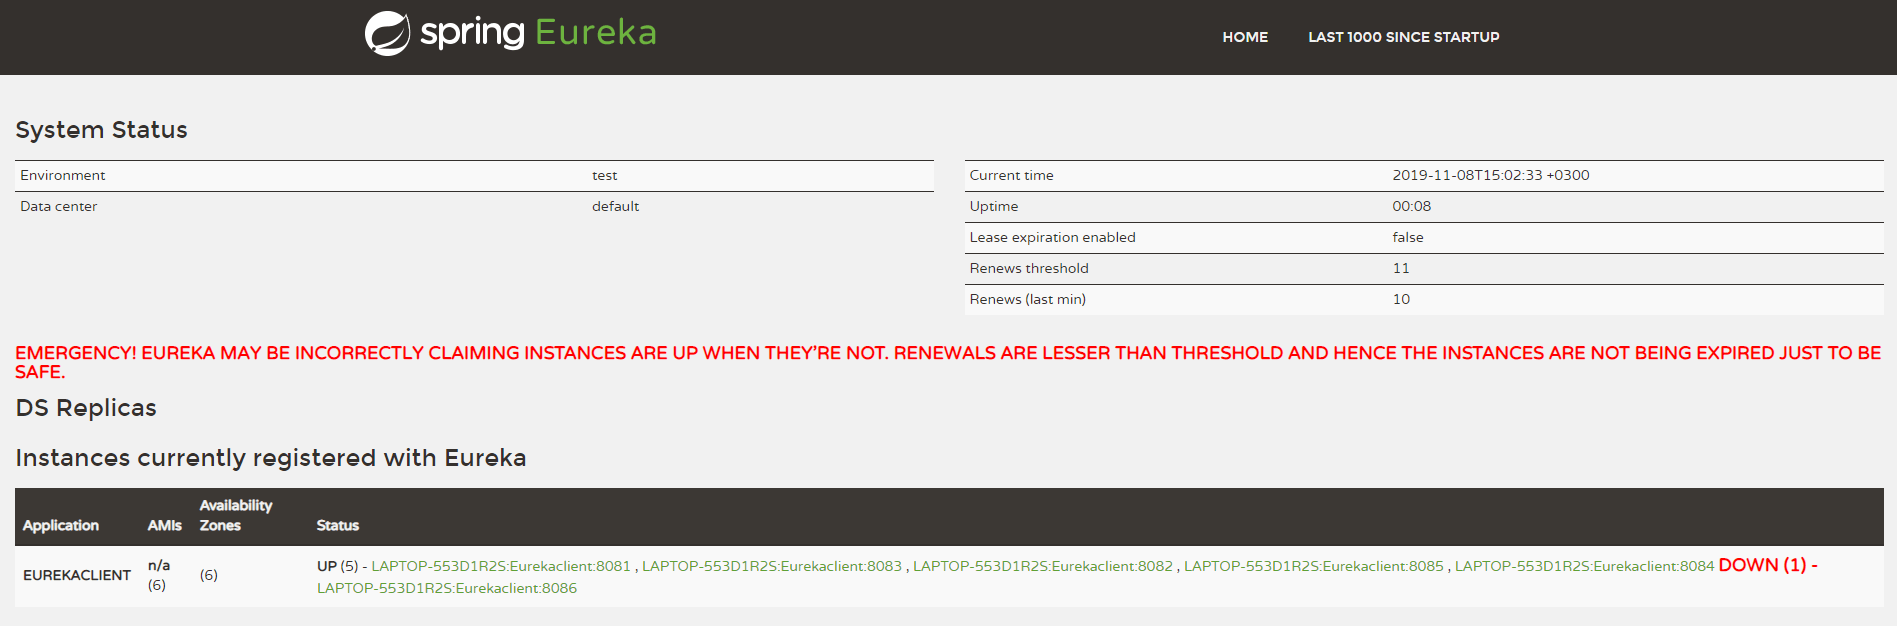 spring Eureka
HOME LAST 1000 SINCE STARTUP
System Status
Environment test
Data center default
Current time 2019-11-08T15:02:33 +0300
Uptime 00:08
Lease expiration enabled false
Renews threshold 11
Renews (last min) 10
EMERGENCY! EUREKA MAY BE INCORRECTLY CLAIMING INSTANCES ARE UP WHEN THEY'RE NOT. RENEWALS ARE LESSER THAN THRESHOLD AND HENCE THE INSTANCES ARE NOT BEING EXPIRED JUST TO BE
SAFE.
DS Replicas
Instances currently registered with Eureka
Application AMIs Availability Zones Status
EUREKACLIENT n/a (6) (6) UP (5) - LAPTOP-553D1R2S:Eurekaclient:8081 , LAPTOP-553D1R2S:Eurekaclient:8083 , LAPTOP-553D1R2S:Eurekaclient:8082 , LAPTOP-553D1R2S:Eurekaclient:8085 , LAPTOP-553D1R2S:Eurekaclient:8084 DOWN (1) -
LAPTOP-553D1R2S:Eurekaclient:8086